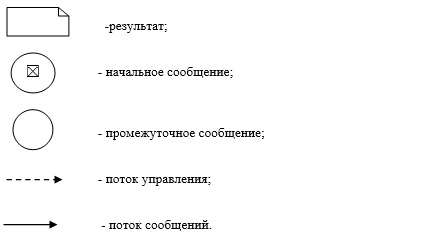 -результат;
- начальное сообщение;
- промежуточное сообщение;
- поток управления;
- поток сообщений.